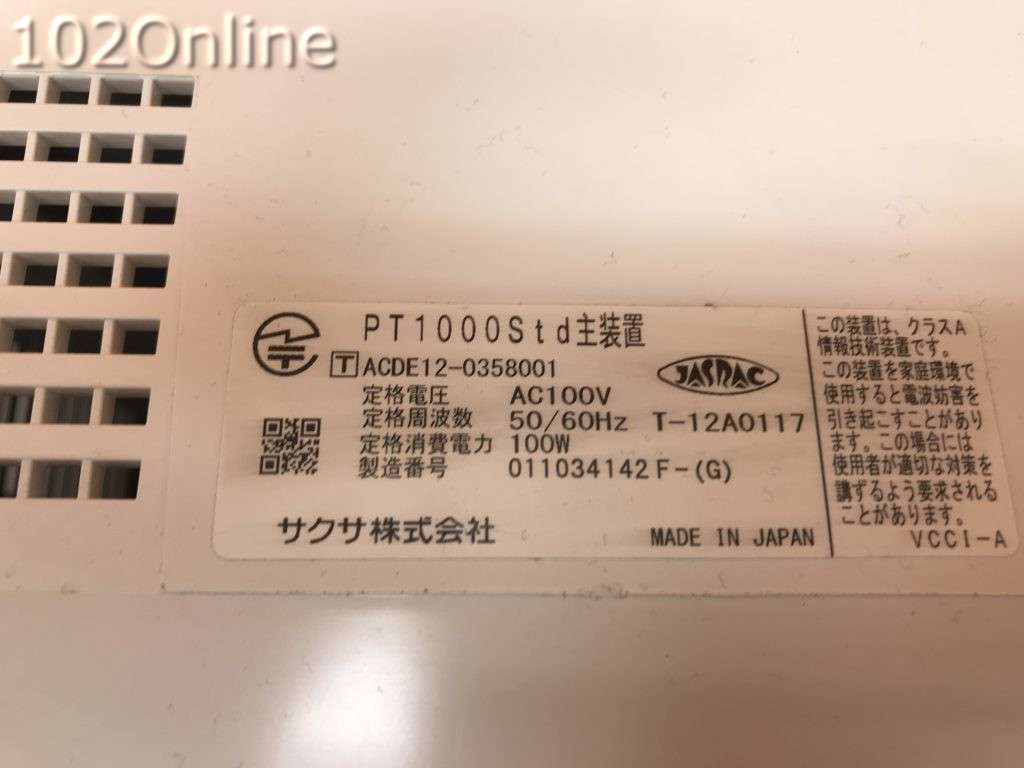 102Online
PT1000Std主装置
T ACDE12-0358001
JASRAC
定格電圧 AC100V
定格周波数 50/60Hz T-12A0117
定格消費電力 100W
製造番号 011034142F-(G)
サクサ株式会社
MADE IN JAPAN
この装置は、クラスA
情報技術装置です。
この装置を家庭環境で
使用すると電波妨害を
引き起こすことがあり
ます。この場合には
使用者が適切な対策を
講ずるよう要求される
ことがあります。
VCCI-A